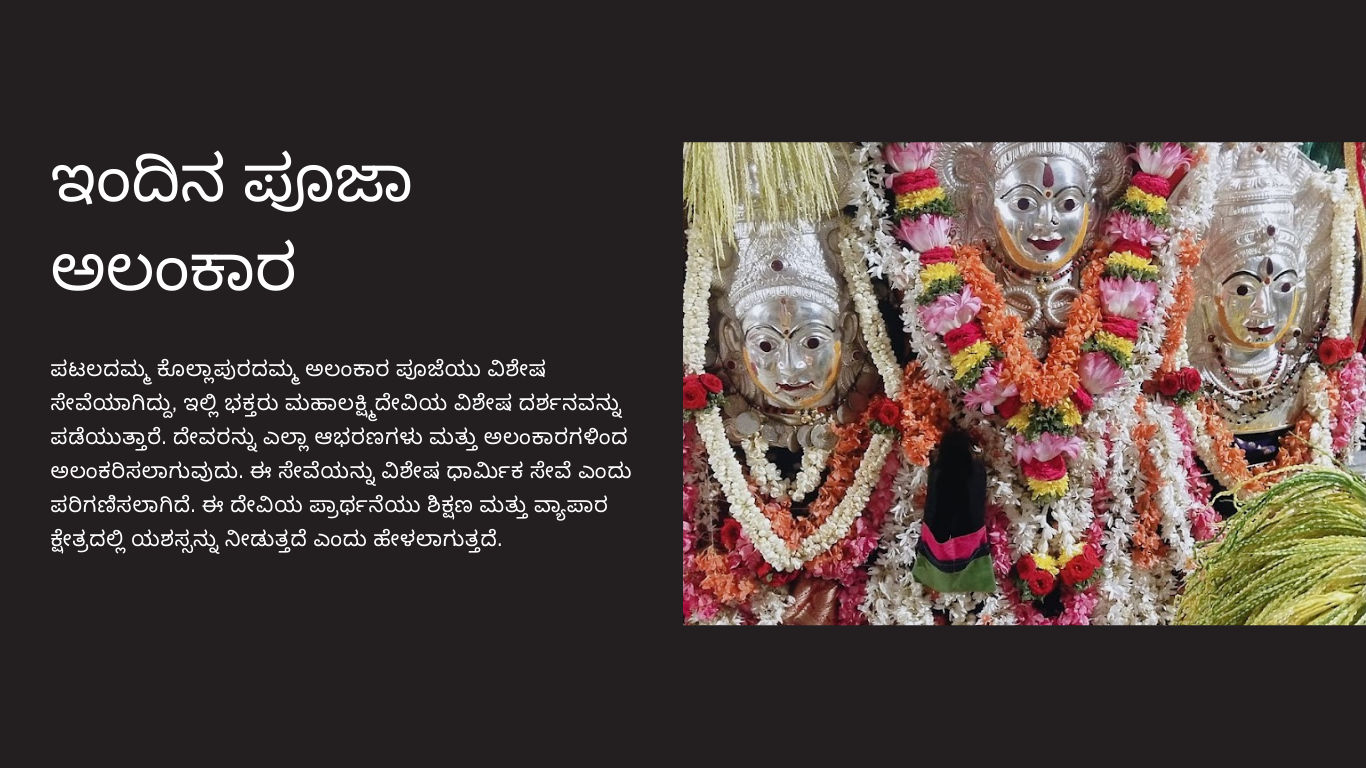 ಇಂದಿನ ಪೂಜಾ
ಅಲಂಕಾರ
ಪಟಲದಮ್ಮ ಕೊಲ್ಲಾಪುರದಮ್ಮ ಅಲಂಕಾರ ಪೂಜೆಯು ವಿಶೇಷ
ಸೇವೆಯಾಗಿದ್ದು, ಇಲ್ಲಿ ಭಕ್ತರು ಮಹಾಲಕ್ಷ್ಮಿದೇವಿಯ ವಿಶೇಷ ದರ್ಶನವನ್ನು
ಪಡೆಯುತ್ತಾರೆ. ದೇವರನ್ನು ಎಲ್ಲಾ ಆಭರಣಗಳು ಮತ್ತು ಅಲಂಕಾರಗಳಿಂದ
ಅಲಂಕರಿಸಲಾಗುವುದು. ಈ ಸೇವೆಯನ್ನು ವಿಶೇಷ ಧಾರ್ಮಿಕ ಸೇವೆ ಎಂದು
ಪರಿಗಣಿಸಲಾಗಿದೆ. ಈ ದೇವಿಯ ಪ್ರಾರ್ಥನೆಯು ಶಿಕ್ಷಣ ಮತ್ತು ವ್ಯಾಪಾರ
ಕ್ಷೇತ್ರದಲ್ಲಿ ಯಶಸ್ಸನ್ನು ನೀಡುತ್ತದೆ ಎಂದು ಹೇಳಲಾಗುತ್ತದೆ.